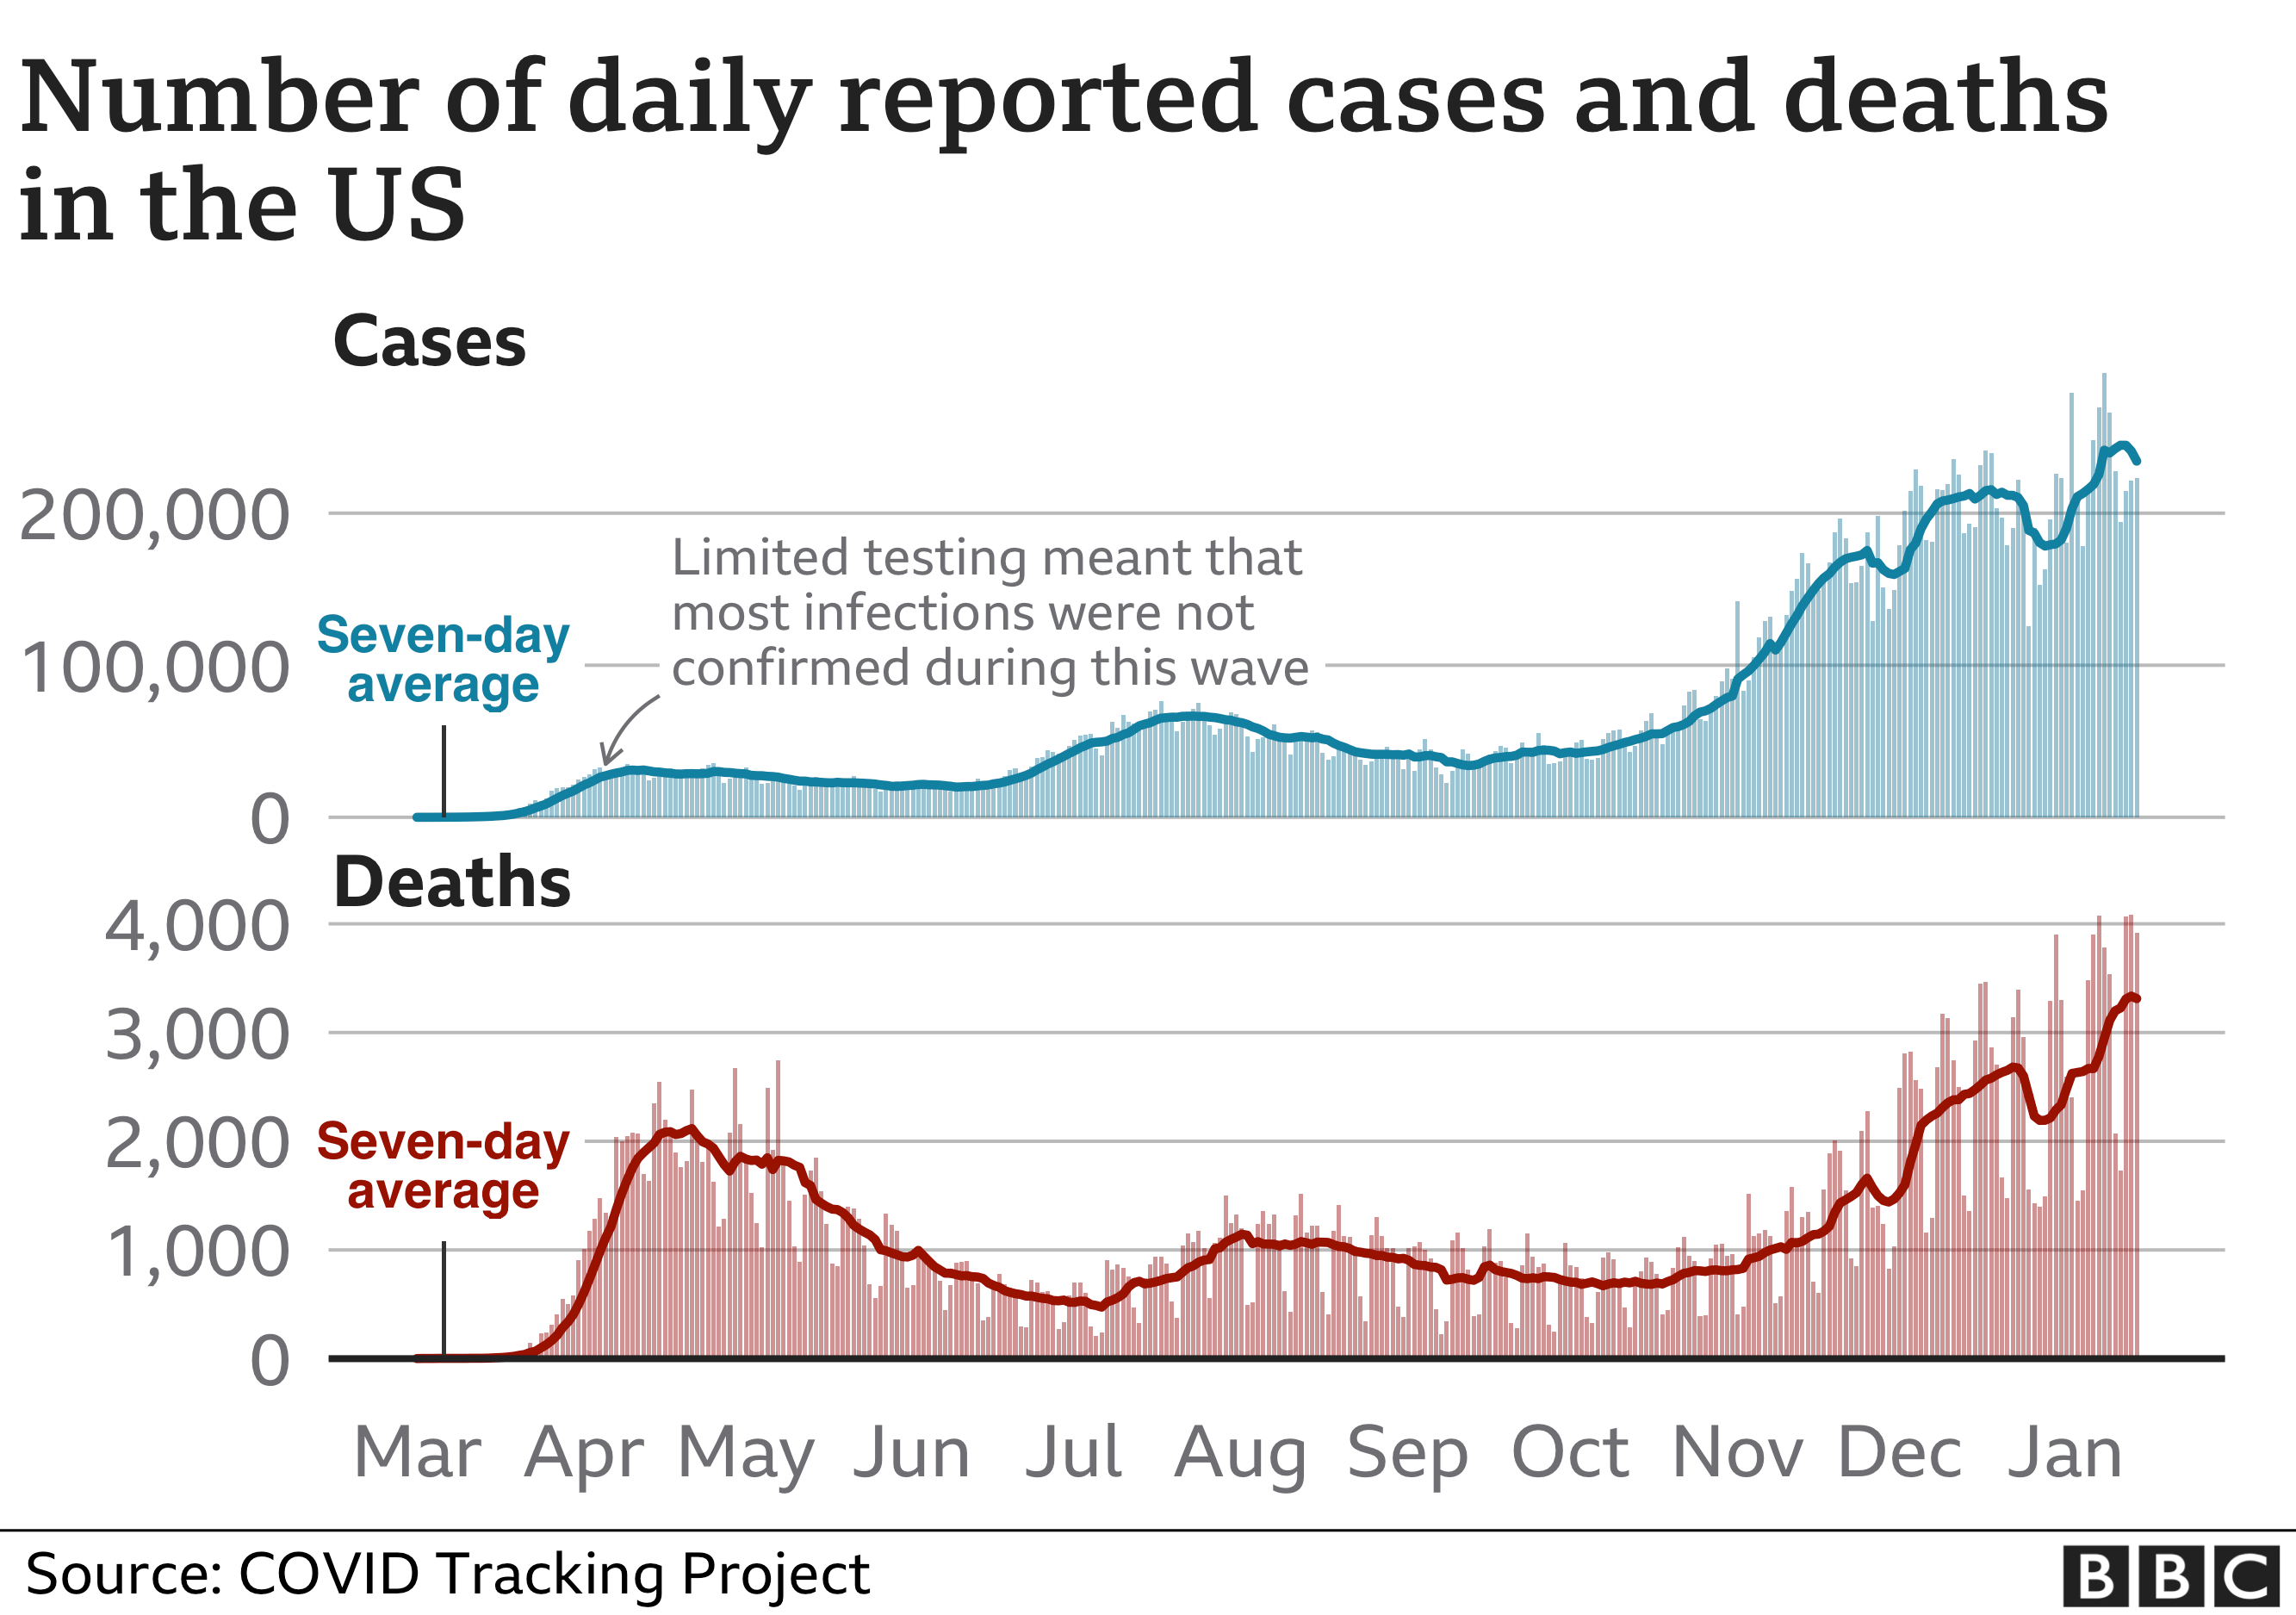 Number of daily reported cases and deaths
in the US
Cases
200,000
100,000
0
Seven-day
average
Limited testing meant that
most infections were not
confirmed during this wave
Deaths
4,000
3,000
2,000
1,000
0
Seven-day
average
Mar Apr May Jun Jul Aug Sep Oct Nov Dec Jan
Source: COVID Tracking Project
BBC